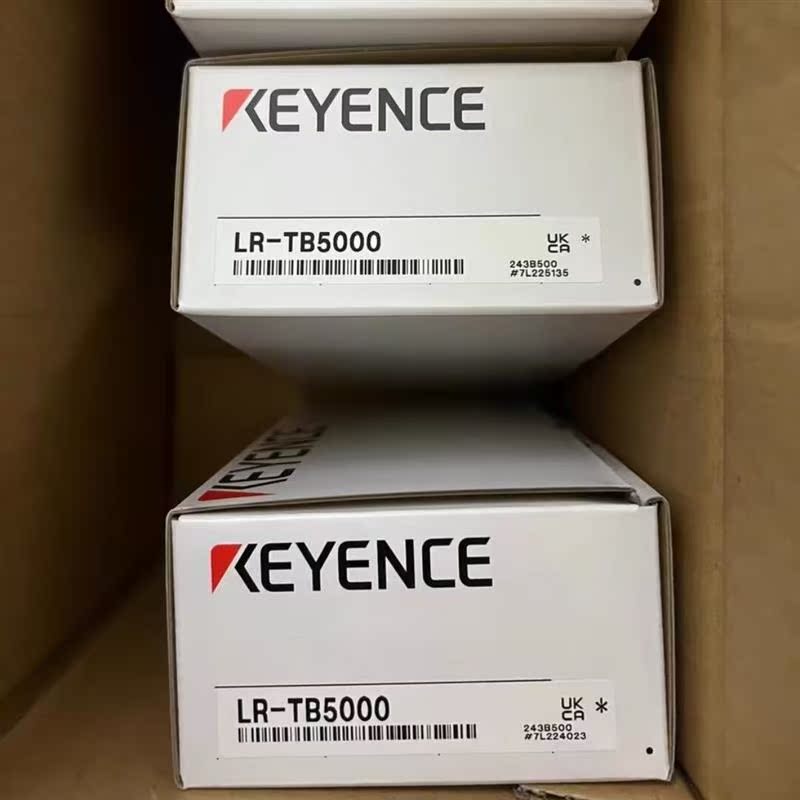 KEYENCE
LR-TB5000
UK
CA *
243B500
#7L225135
KEYENCE
KEYENCE
LR-TB5000
UK
CA *
243B500
#7L224023